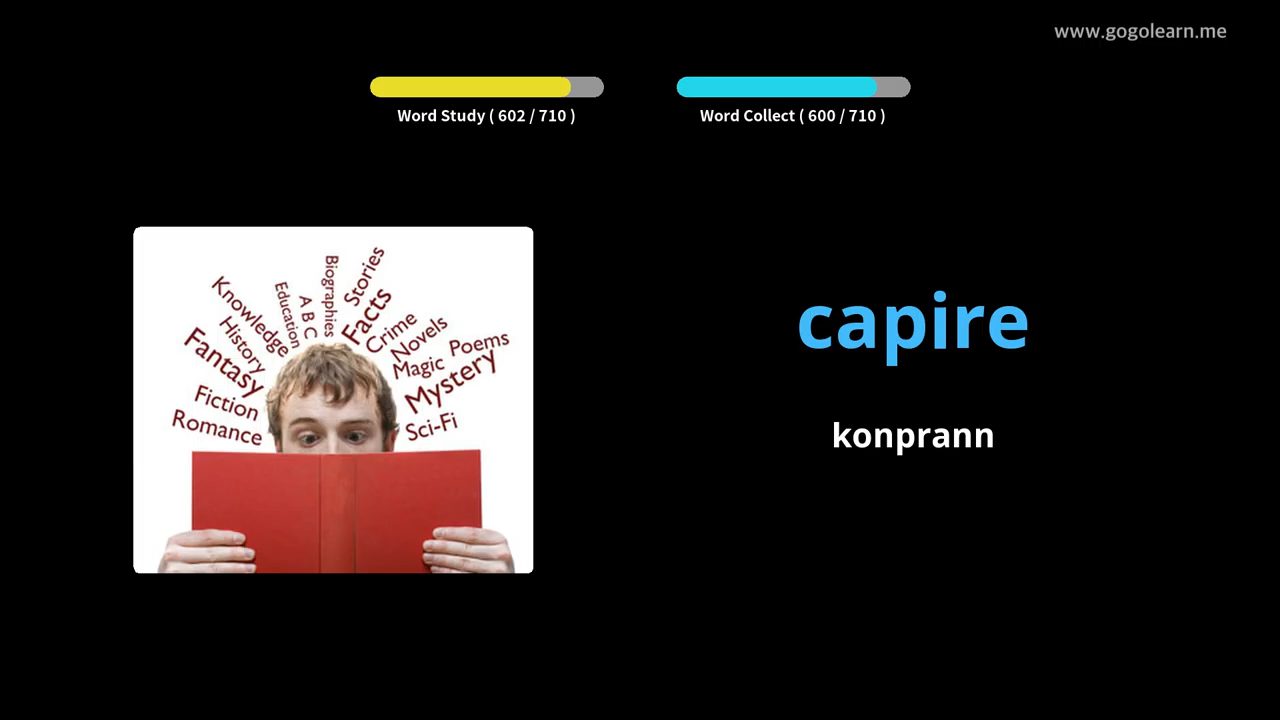 www.gogolearn.me
Word Study ( 602 / 710 )
Word Collect ( 600 / 710 )
Biographies
Stories
Education
A B C
Facts
Knowledge
History
Crime
Novels
Poems
Fantasy
Magic
Mystery
Fiction
Romance
Sci-Fi
capire
konprann